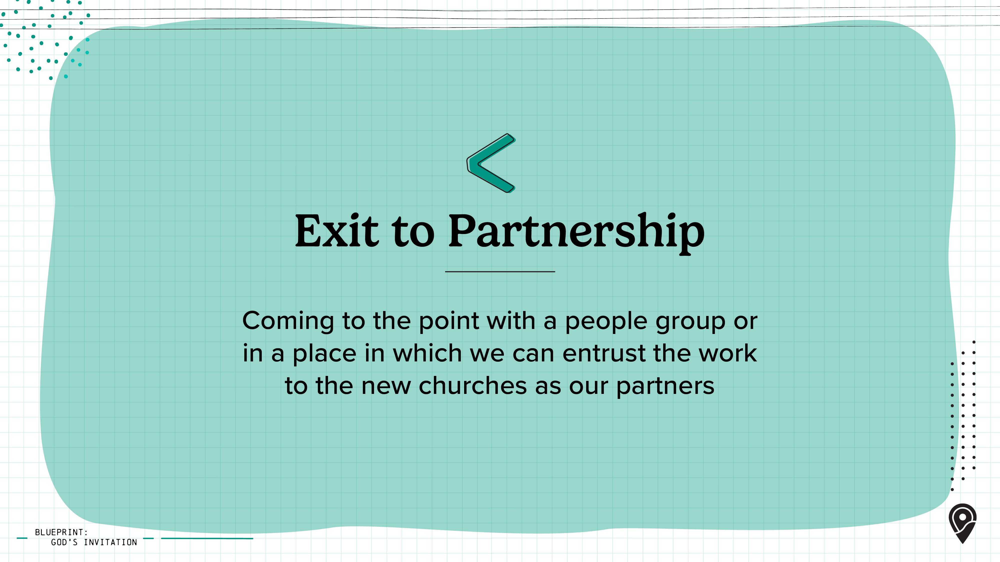 Exit to Partnership
Coming to the point with a people group or
in a place in which we can entrust the work
to the new churches as our partners
BLUEPRINT:
GOD'S INVITATION